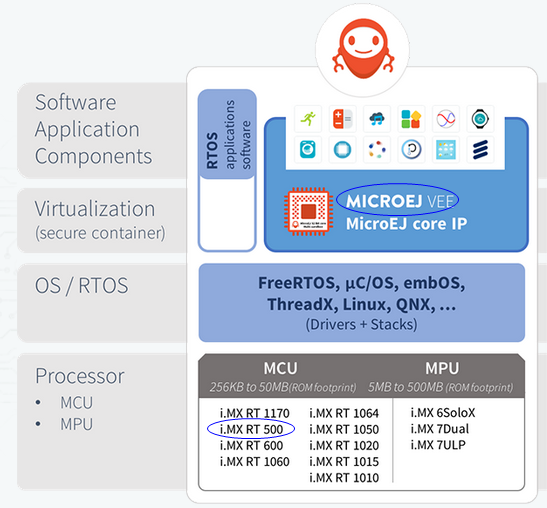 Software
Application
Components
RTOS
applications
software
Virtualization
(secure container)
MICROEJ VEE
MicroEJ core IP
OS / RTOS
FreeRTOS, µC/OS, embOS,
ThreadX, Linux, QNX, ...
(Drivers + Stacks)
Processor
• MCU
• MPU
MCU
256KB to 50MB(ROM footprint)
i.MX RT 1170
i.MX RT 500
i.MX RT 600
i.MX RT 1060
i.MX RT 1064
i.MX RT 1050
i.MX RT 1020
i.MX RT 1015
i.MX RT 1010
MPU
5MB to 500MB (ROM footprint)
i.MX 6SoloX
i.MX 7Dual
i.MX 7ULP